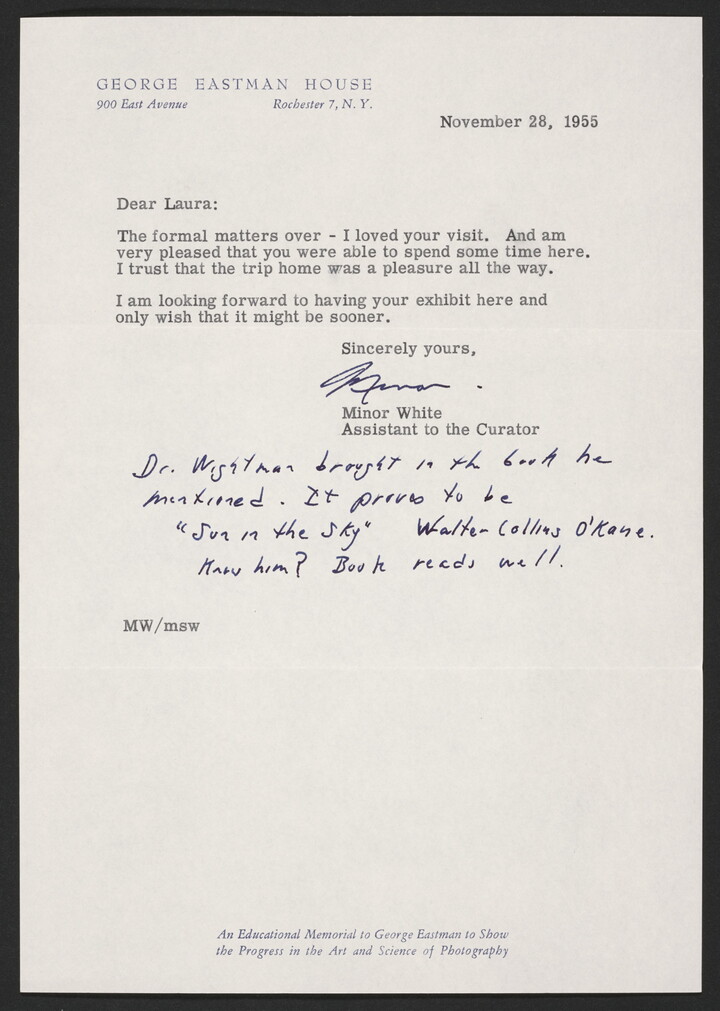 GEORGE EASTMAN HOUSE
900 East Avenue Rochester 7, N. Y.
November 28, 1955
Dear Laura:
The formal matters over - I loved your visit. And am
very pleased that you were able to spend some time here.
I trust that the trip home was a pleasure all the way.
I am looking forward to having your exhibit here and
only wish that it might be sooner.
Sincerely yours,
Minor
Minor White
Assistant to the Curator
Dr. Wightman brought in the book he
mentioned. It proves to be
"Sun in the Sky" Walter Collins O'Kane.
Know him? Book reads well.
MW/msw
An Educational Memorial to George Eastman to Show
the Progress in the Art and Science of Photography